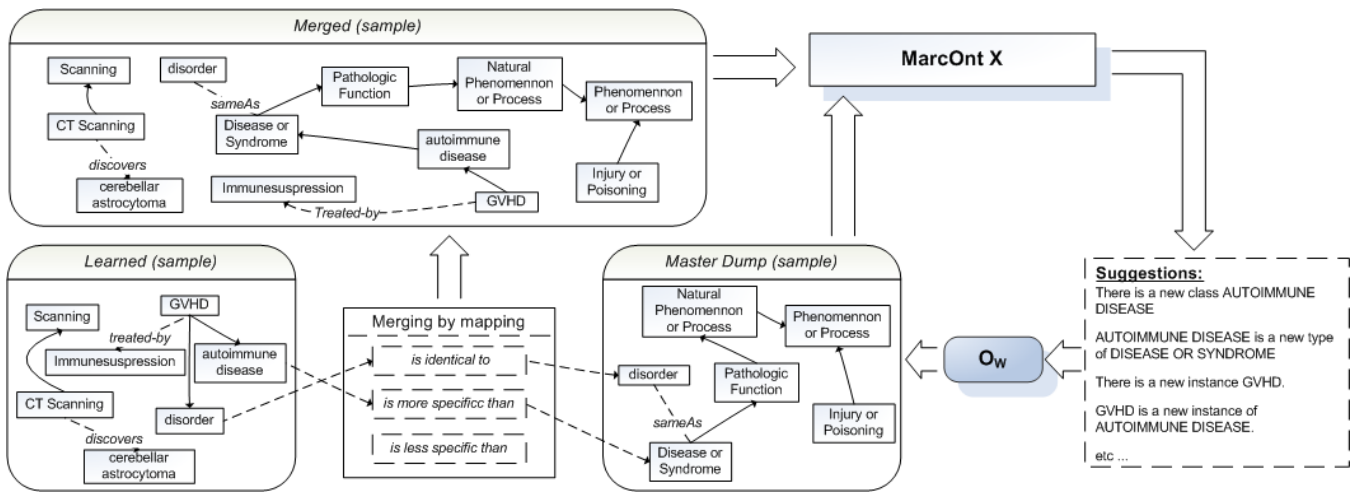 Merged (sample)
Scanning
disorder
Pathologic
Function
Natural
Phenomennon
or Process
Phenomennon
or Process
sameAs
CT Scanning
Disease or
Syndrome
autoimmune
disease
discovers
cerebellar
astrocytoma
Immunesuspression
Treated-by
GVHD
Injury or
Poisoning
MarcOnt X
Learned (sample)
GVHD
Scanning
treated-by
Immunesuspression
autoimmune
disease
CT Scanning
disorder
discovers
cerebellar
astrocytoma
Merging by mapping
is identical to
is more specificc than
is less specific than
Master Dump (sample)
Natural
Phenomennon
or Process
Phenomennon
or Process
disorder
Pathologic
Function
sameAs
Injury or
Poisoning
Disease or
Syndrome
Ow
Suggestions:
There is a new class AUTOIMMUNE
DISEASE
AUTOIMMUNE DISEASE is a new type
of DISEASE OR SYNDROME
There is a new instance GVHD.
GVHD is a new instance of
AUTOIMMUNE DISEASE.
etc ...